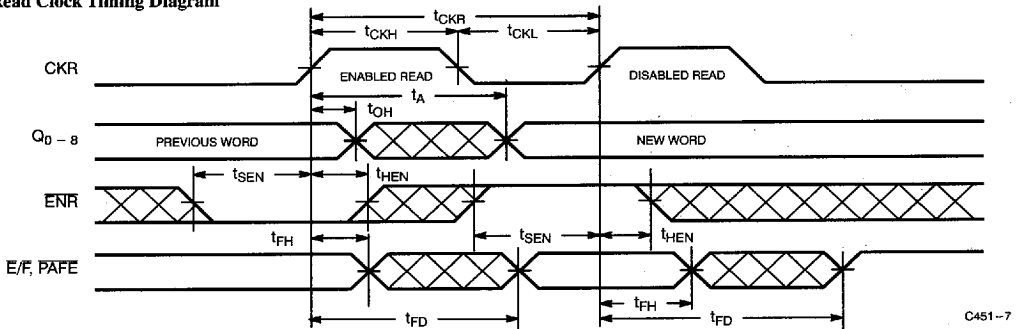 Read Clock Timing Diagram
tCKR
tCKH tCKL
CKR ENABLED READ DISABLED READ
tA
tOH
Q0 – 8 PREVIOUS WORD NEW WORD
tSEN tHEN
ENR
tFH tSEN tHEN
E/F, PAFE
tFH
tFD tFD
C451–7